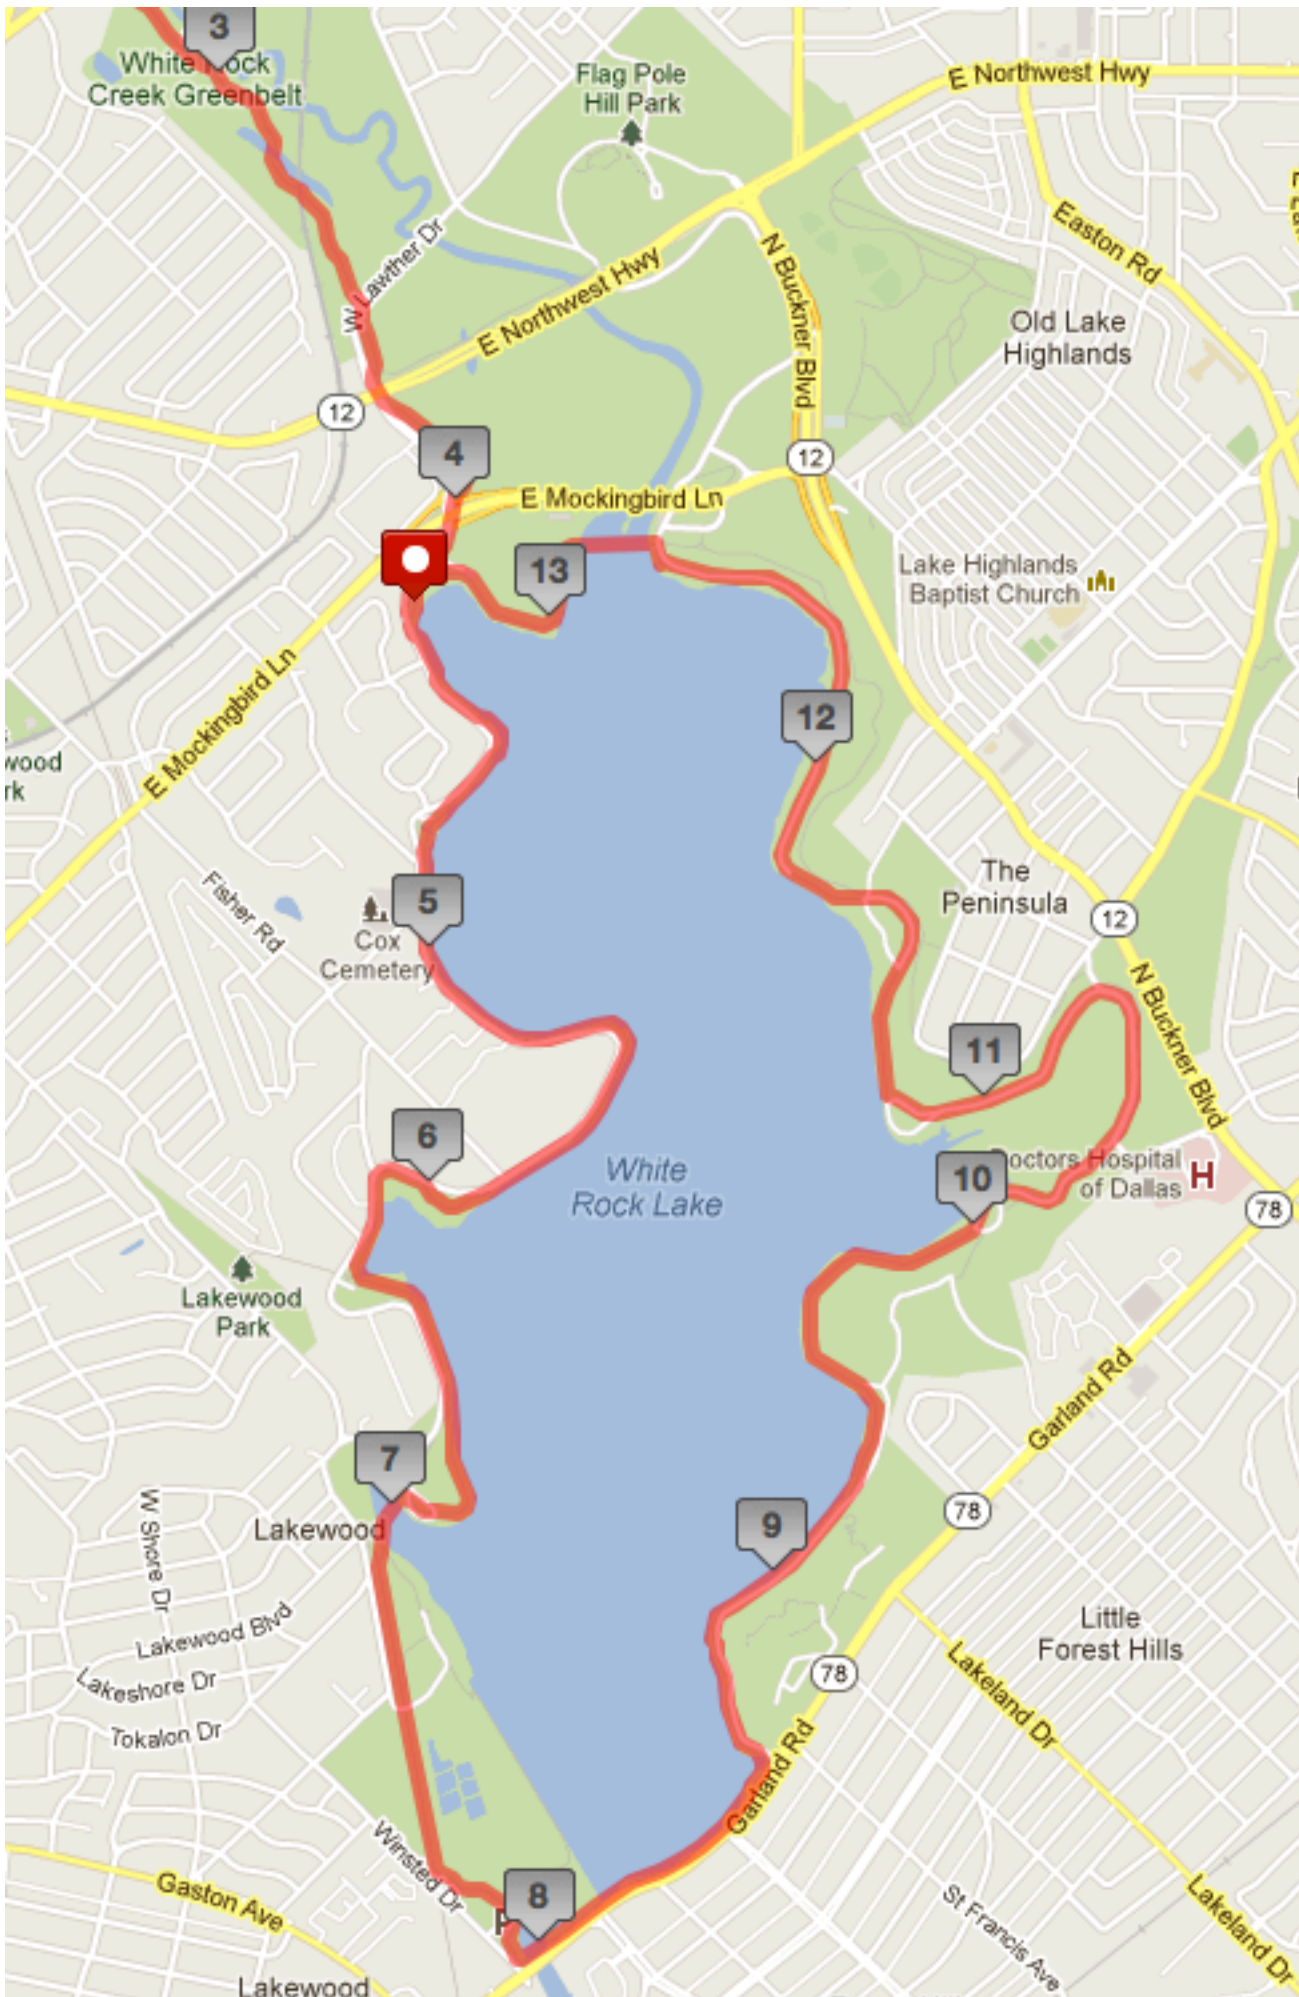 3
White Rock
Creek Greenbelt
Flag Pole
Hill Park
E Northwest Hwy
W Lawther Dr
E Northwest Hwy
N Buckner Blvd
Easton Rd
Old Lake
Highlands
12
4
12
E Mockingbird Ln
13
Lake Highlands
Baptist Church
E Mockingbird Ln
12
wood
rk
Fisher Rd
5
Cox
Cemetery
The
Peninsula
12
N Buckner Blvd
11
6
White
Rock Lake
10
Doctors Hospital
of Dallas
H
78
Lakewood
Park
Garland Rd
7
Lakewood
W Shore Dr
9
78
Lakewood Blvd
Lakeshore Dr
Tokalon Dr
Little
Forest Hills
78
Lakeland Dr
Garland Rd
Winsted Dr
Gaston Ave
8
St Francis Ave
Lakeland Dr
Lakewood